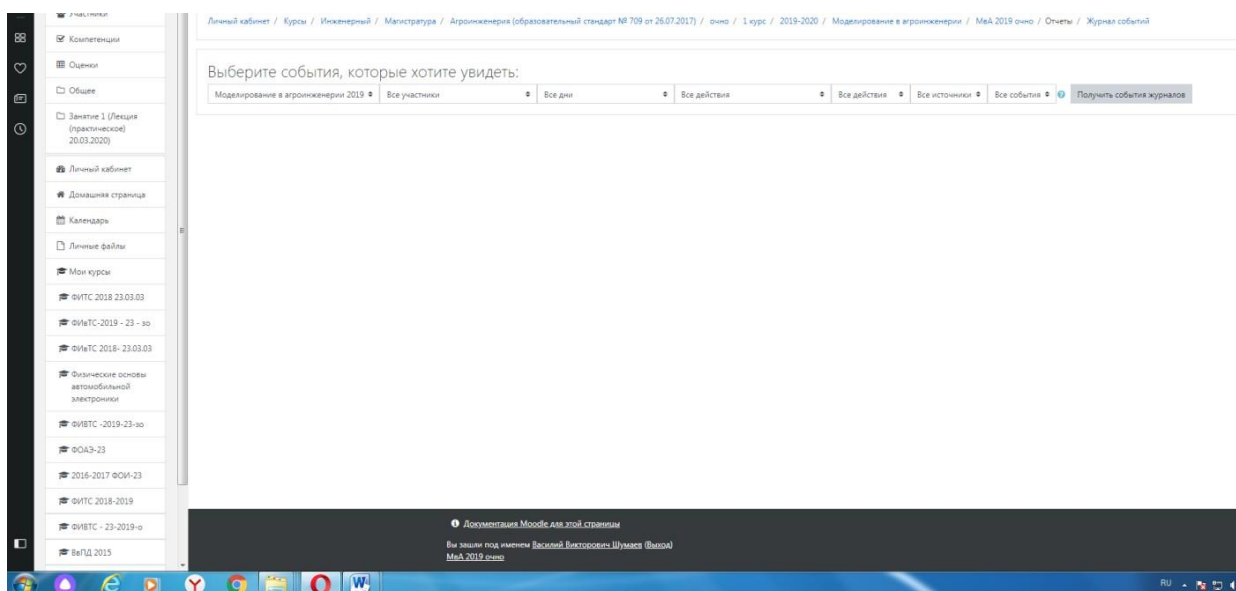 Участники
Компетенции
Оценки
Общее
Занятие 1 (Лекция
(практическое)
20.03.2020)
Личный кабинет
Домашняя страница
Календарь
Личные файлы
Мои курсы
ФИТС 2018 23.03.03
ФИвТС-2019 - 23 - зо
ФИвТС 2018- 23.03.03
Физические основы
автомобильной
электроники
ФИВТС -2019-23-зо
ФОАЭ-23
2016-2017 ФОИ-23
ФИТС 2018-2019
ФИВТС - 23-2019-о
ВвПД 2015
Личный кабинет / Курсы / Инженерный / Магистратура / Агроинженерия (образовательный стандарт № 709 от 26.07.2017) / очно / 1 курс / 2019-2020 / Моделирование в агроинженерии / МвА 2019 очно / Отчеты / Журнал событий
Выберите события, которые хотите увидеть:
Моделирование в агроинженерии 2019 Все участники Все дни Все действия Все действия Все источники Все события Получить события журналов
Документация Moodle для этой страницы
Вы зашли под именем Василий Викторович Шумаев (Выход)
МвА 2019 очно
RU